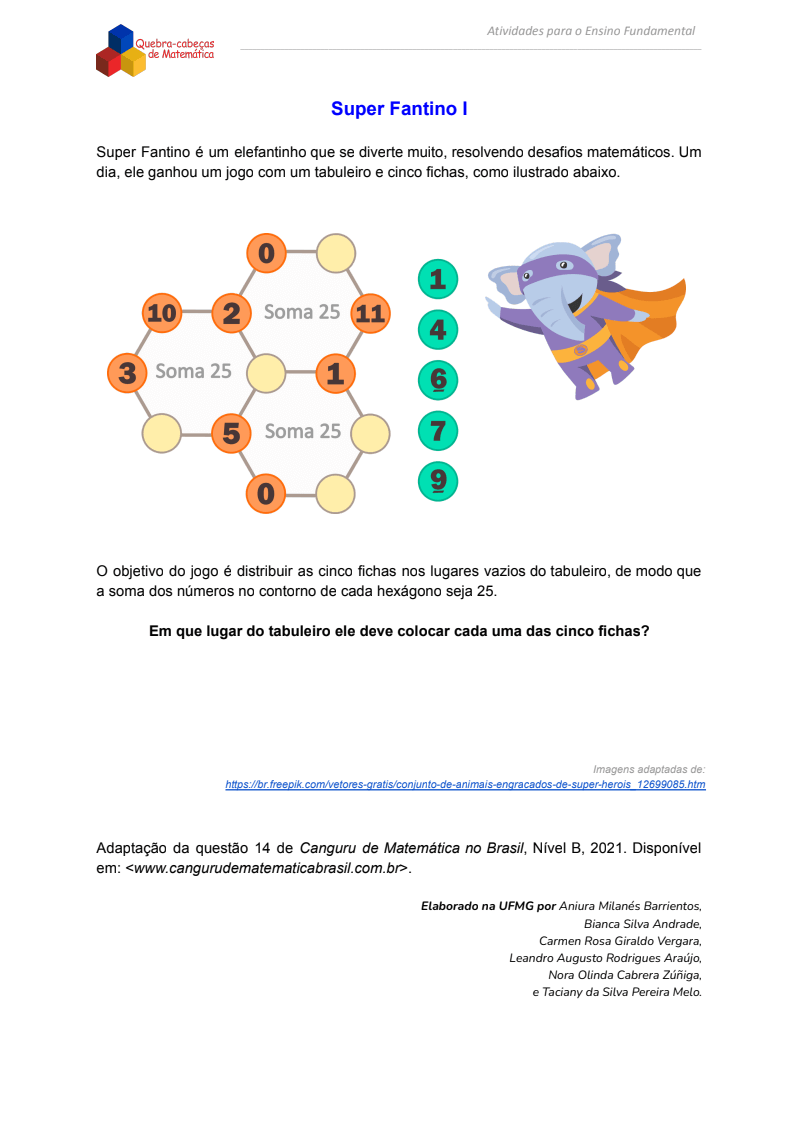 Quebra-cabeças
de Matemática
Atividades para o Ensino Fundamental
Super Fantino I
Super Fantino é um elefantinho que se diverte muito, resolvendo desafios matemáticos. Um
dia, ele ganhou um jogo com um tabuleiro e cinco fichas, como ilustrado abaixo.
0
10
2
Soma 25
11
3
Soma 25
1
5
Soma 25
0
1
4
6
7
9
O objetivo do jogo é distribuir as cinco fichas nos lugares vazios do tabuleiro, de modo que
a soma dos números no contorno de cada hexágono seja 25.
Em que lugar do tabuleiro ele deve colocar cada uma das cinco fichas?
Imagens adaptadas de:
https://br.freepik.com/vetores-gratis/conjunto-de-animais-engracados-de-super-herois_12699085.htm
Adaptação da questão 14 de Canguru de Matemática no Brasil, Nível B, 2021. Disponível
em: <www.cangurudematematicabrasil.com.br>.
Elaborado na UFMG por Aniura Milanés Barrientos,
Bianca Silva Andrade,
Carmen Rosa Giraldo Vergara,
Leandro Augusto Rodrigues Araújo,
Nora Olinda Cabrera Zúñiga,
e Taciany da Silva Pereira Melo.